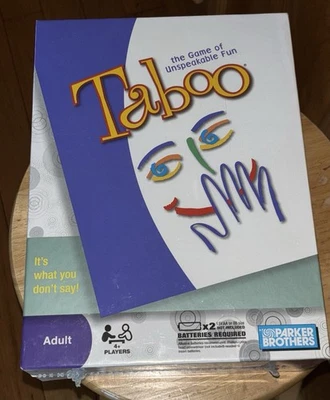 the Game of
Unspeakable Fun
Taboo
It's
what you
don't say!
Adult
4+
PLAYERS
x2
BATTERIES REQUIRED
PARKER
BROTHERS